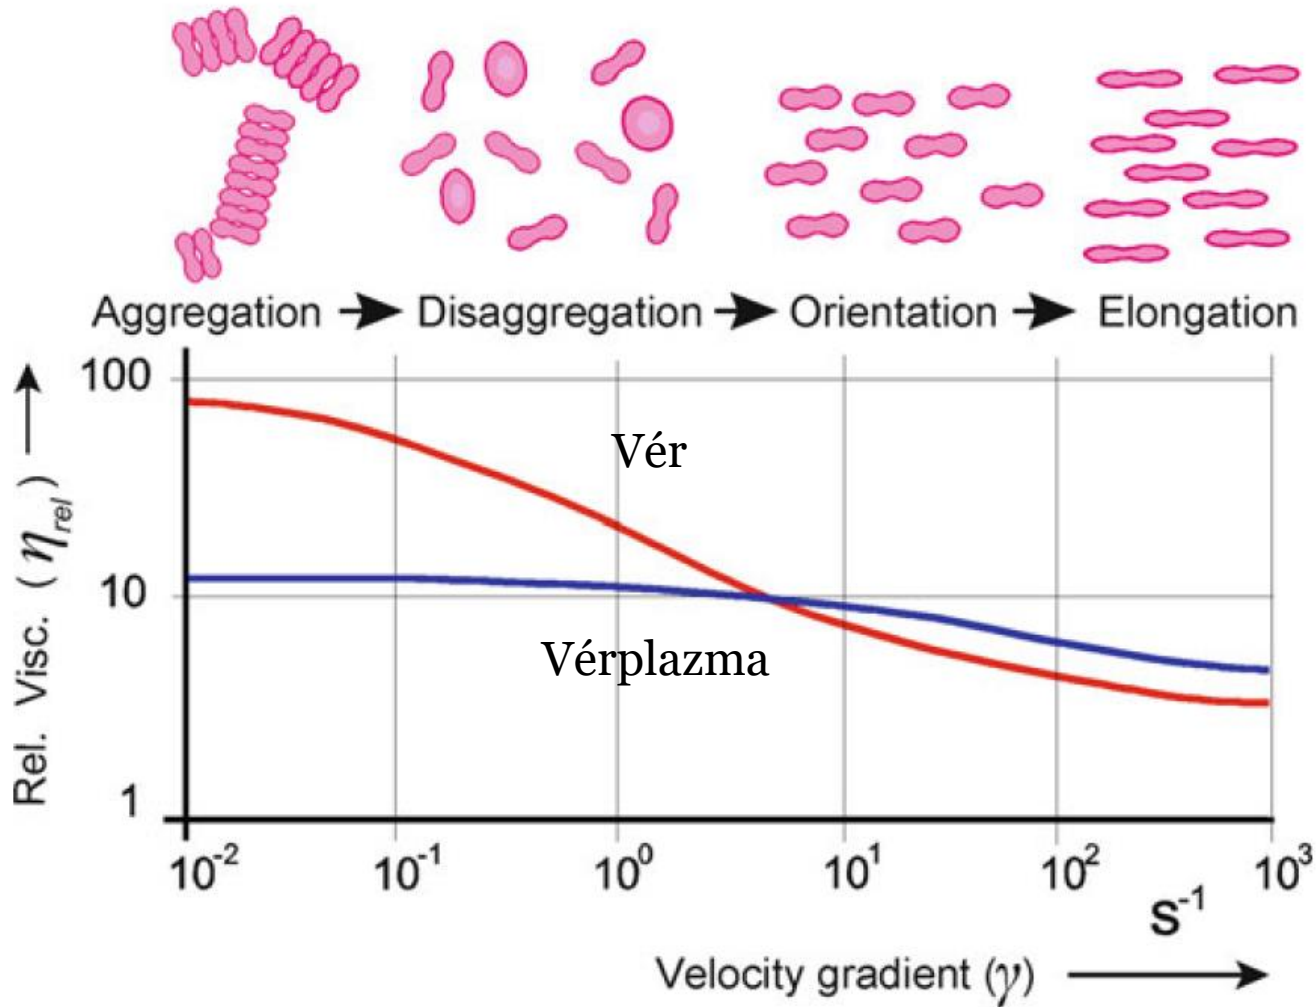 Aggregation → Disaggregation → Orientation → Elongation
100
Vér
10
Vérplazma
1
Rel. Visc. (η_rel) →
10⁻² 10⁻¹ 10⁰ 10¹ 10² 10³
s⁻¹
Velocity gradient (γ) →